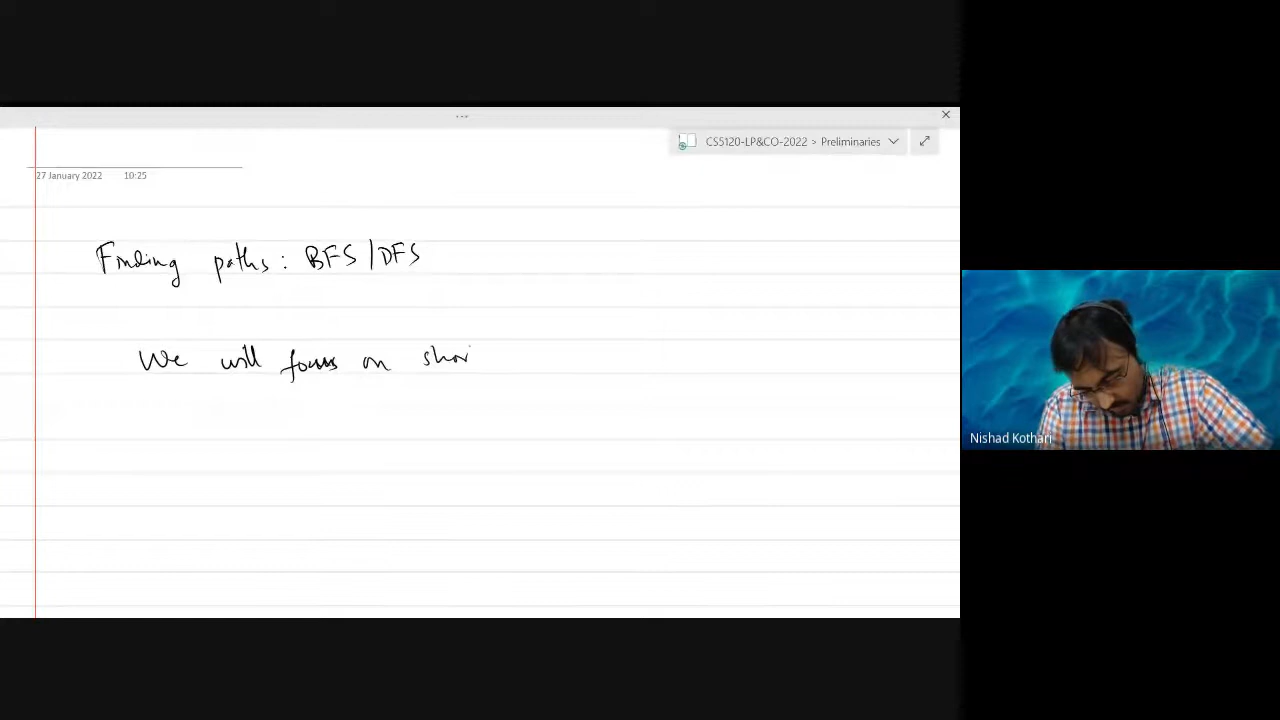 CS5120-LP&CO-2022 > Preliminaries
27 January 2022 10:25
Finding paths: BFS/DFS
We will focus on shor
Nishad Kothari